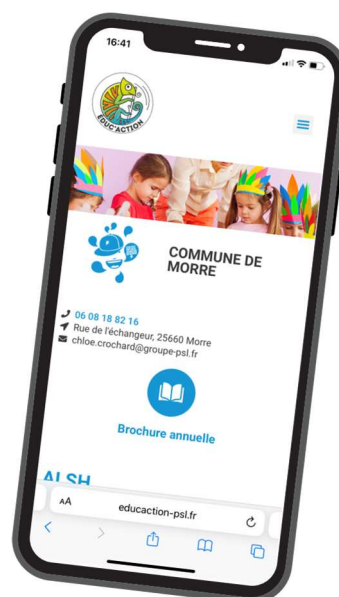 16:41
ÉDUC'ACTION
COMMUNE DE
MORRE
06 08 18 82 16
Rue de l'échangeur, 25660 Morre
chloe.crochard@groupe-psl.fr
Brochure annuelle
ALSH
AA
educaction-psl.fr